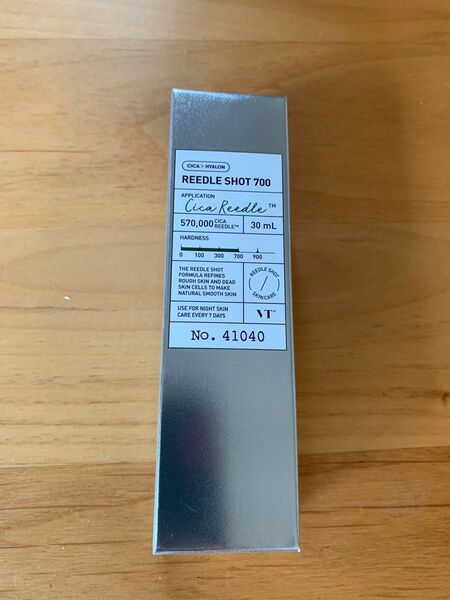 CICA × HYALON
REEDLE SHOT 700
APPLICATION
Cica Reedle™
570,000 CICA REEDLE™ 30 mL
HARDNESS
0 100 300 700 900
THE REEDLE SHOT
FORMULA REFINES
ROUGH SKIN AND DEAD
SKIN CELLS TO MAKE
NATURAL SMOOTH SKIN
REEDLE SHOT
SKIN CARE
USE FOR NIGHT SKIN
CARE EVERY 7 DAYS
VT
No. 41040